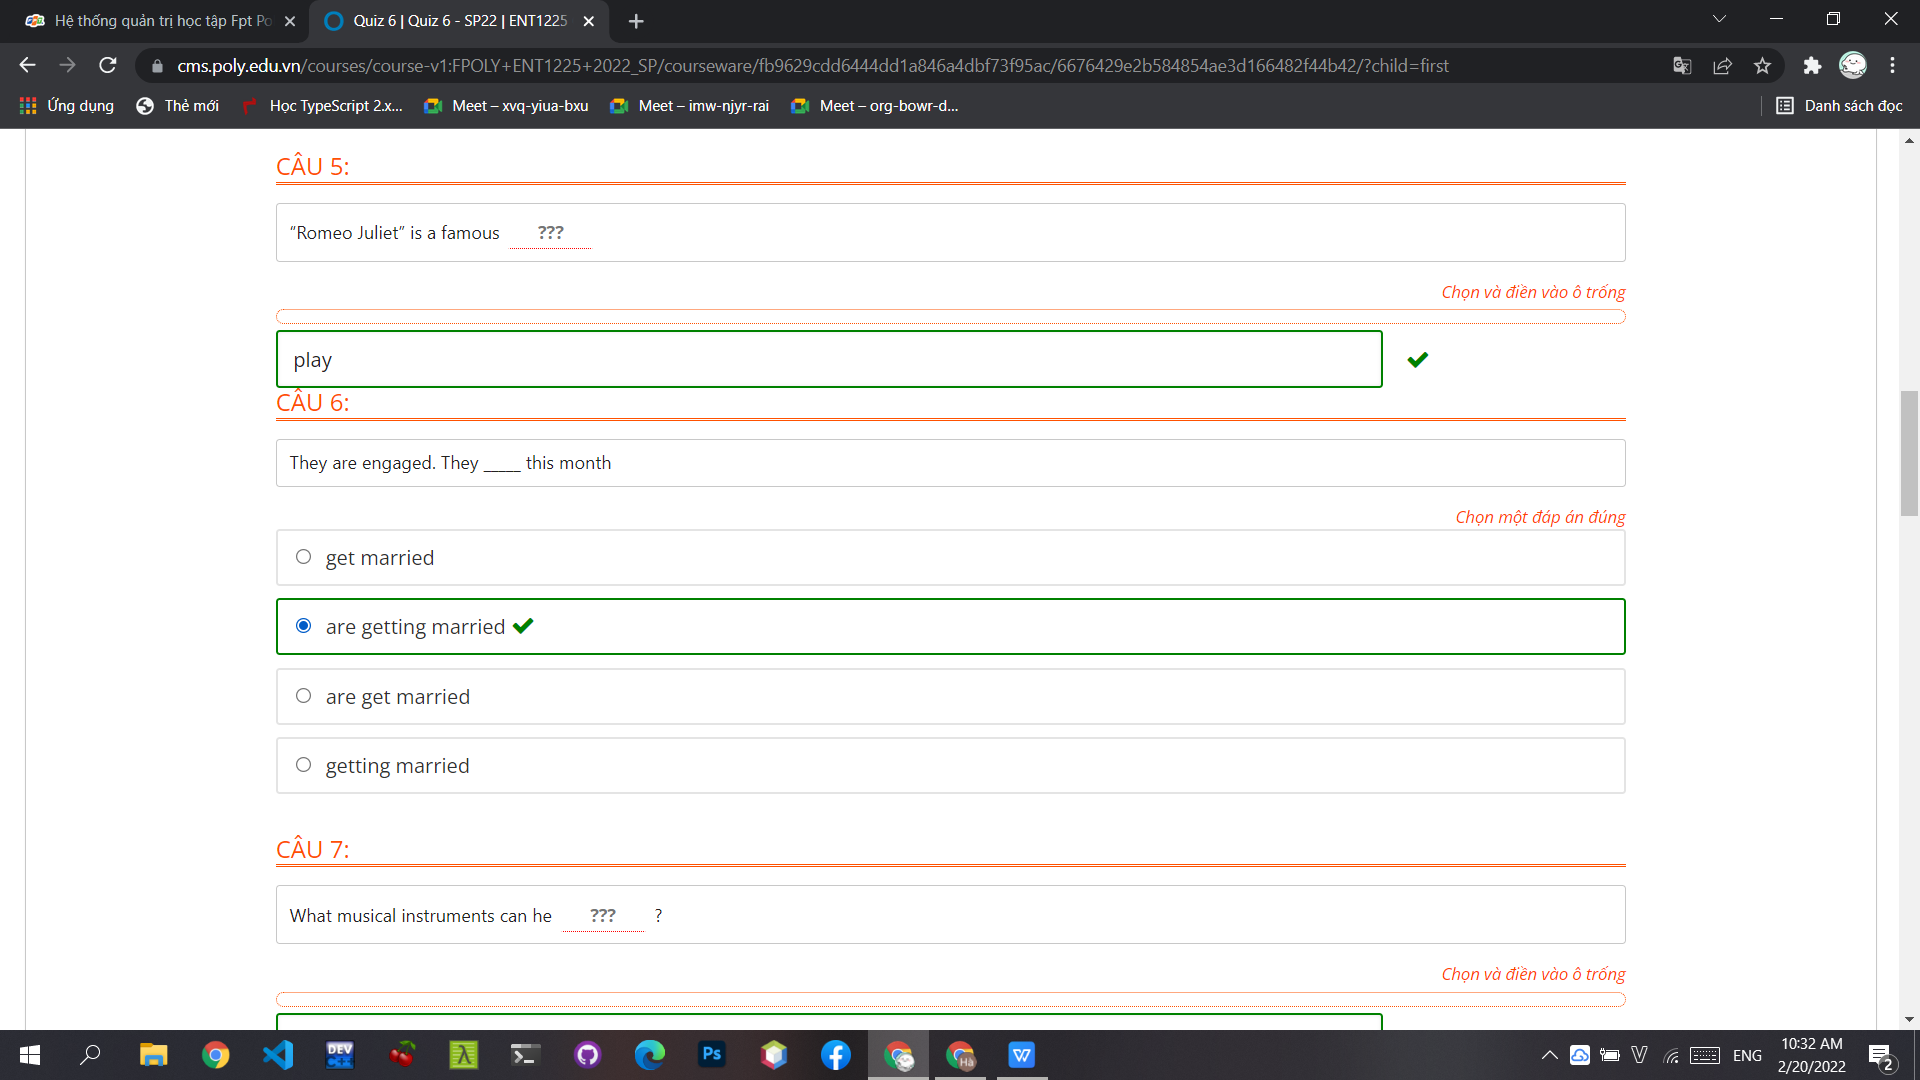 Hệ thống quản trị học tập Fpt Po
Quiz 6 | Quiz 6 - SP22 | ENT1225
cms.poly.edu.vn/courses/course-v1:FPOLY+ENT1225+2022_SP/courseware/fb9629cdd6444dd1a846a4dbf73f95ac/6676429e2b584854ae3d166482f44b42/?child=first
Ứng dụng
Thẻ mới
Học TypeScript 2.x...
Meet – xvq-yiua-bxu
Meet – imw-njyr-rai
Meet – org-bowr-d...
Danh sách đọc
CÂU 5:
“Romeo Juliet” is a famous ???
Chọn và điền vào ô trống
play
CÂU 6:
They are engaged. They _____ this month
Chọn một đáp án đúng
get married
are getting married
are get married
getting married
CÂU 7:
What musical instruments can he ??? ?
Chọn và điền vào ô trống
DEV
C++
Ps
Hà
W
ENG
10:32 AM
2/20/2022
2